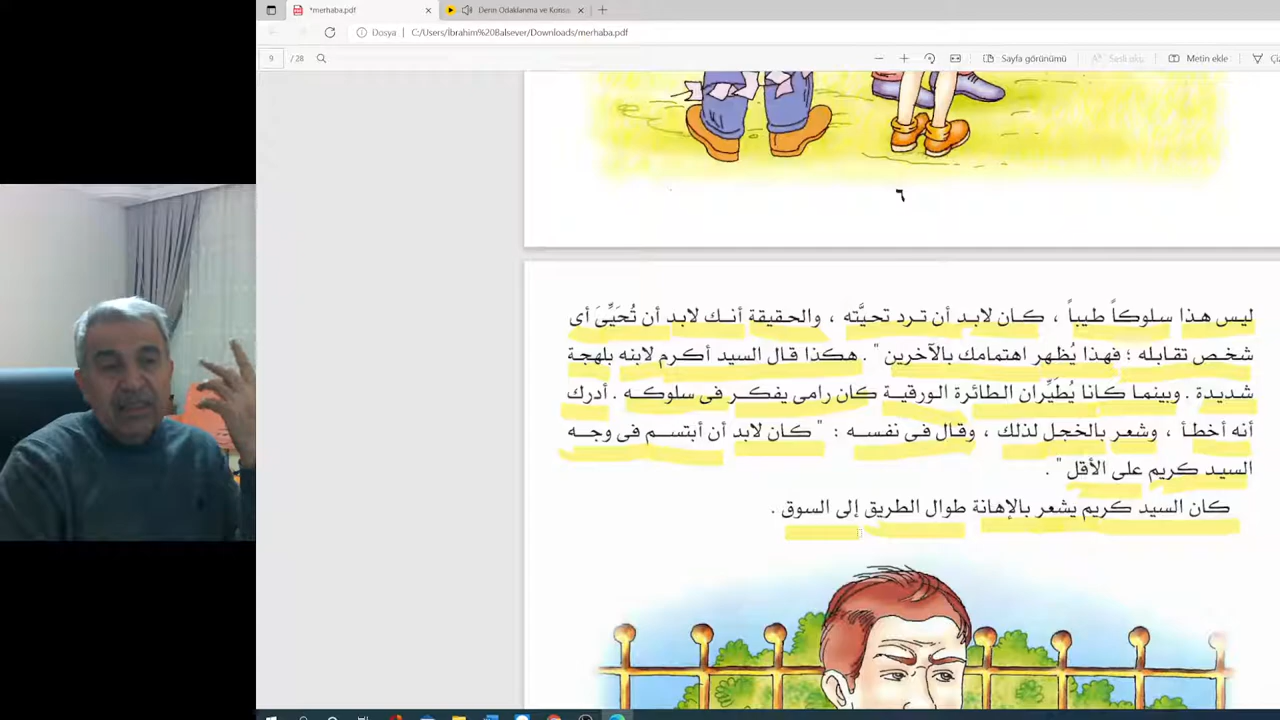 *merhaba.pdf
Derin Odaklanma ve Konsa
Dosya
C:/Users/İbrahim%20Balsever/Downloads/merhaba.pdf
9 / 28
Sayfa görünümü
Sesli oku
Metin ekle
٦
ليس هذا سلوكاً طيباً ، كان لابد أن ترد تحيَّته ، والحقيقة أنك لابد أن تُحَيِّىَ أى
شخص تقابله ؛ فهذا يُظهر اهتمامك بالآخرين " . هكذا قال السيد أكرم لابنه بلهجة
شديدة . وبينما كانا يُطَيِّران الطائرة الورقية كان رامى يفكر فى سلوكه . أدرك
أنه أخطأ ، وشعر بالخجل لذلك ، وقال فى نفسه : " كان لابد أن أبتسم فى وجه
السيد كريم على الأقل " .
كان السيد كريم يشعر بالإهانة طوال الطريق إلى السوق .